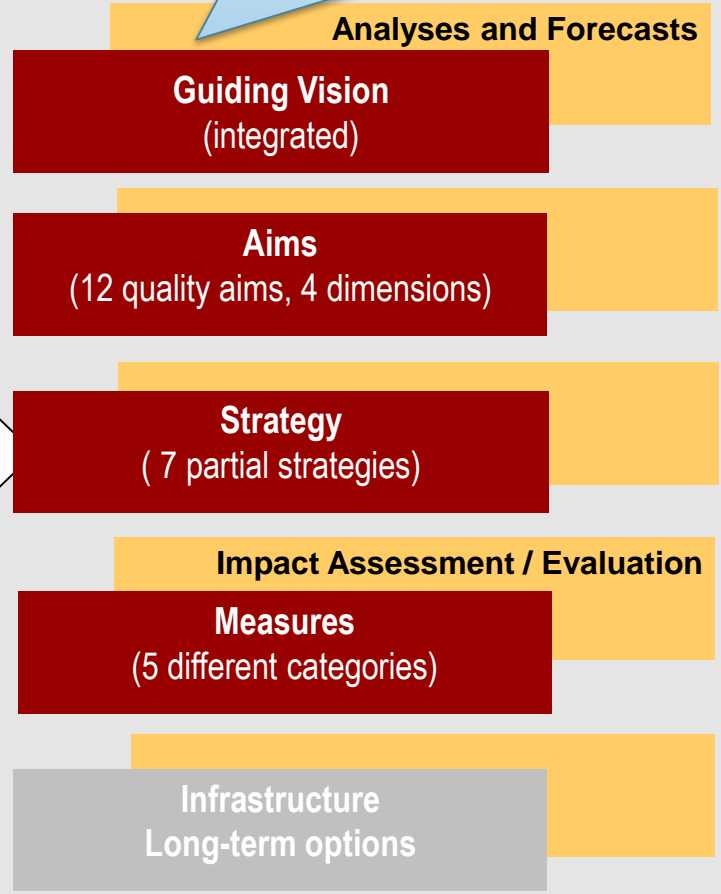 Analyses and Forecasts
Guiding Vision
(integrated)
Aims
(12 quality aims, 4 dimensions)
Strategy
( 7 partial strategies)
Impact Assessment / Evaluation
Measures
(5 different categories)
Infrastructure
Long-term options